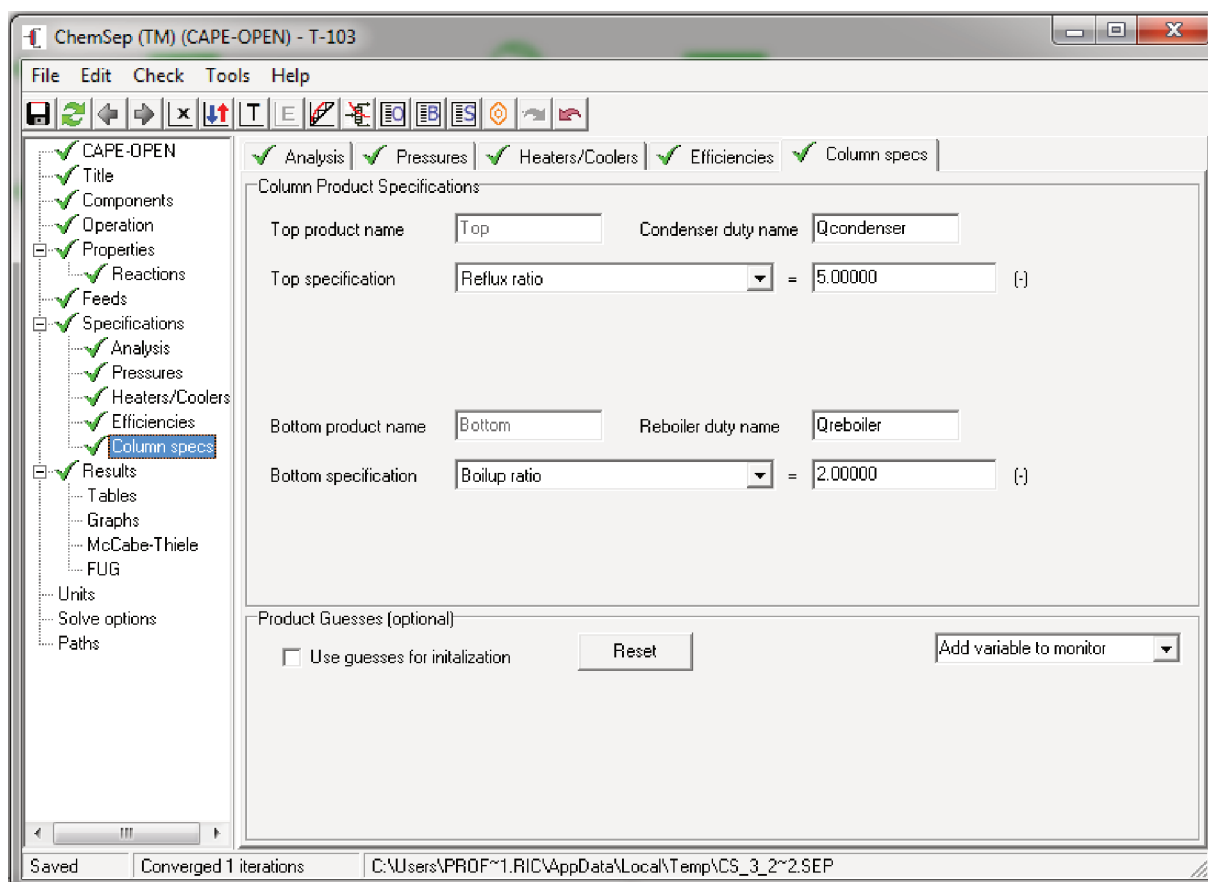 ChemSep (TM) (CAPE-OPEN) - T-103
File Edit Check Tools Help
CAPE-OPEN
Title
Components
Operation
Properties
Reactions
Feeds
Specifications
Analysis
Pressures
Heaters/Coolers
Efficiencies
Column specs
Results
Tables
Graphs
McCabe-Thiele
FUG
Units
Solve options
Paths
Analysis Pressures Heaters/Coolers Efficiencies Column specs
Column Product Specifications
Top product name Top Condenser duty name Qcondenser
Top specification Reflux ratio = 5.00000 (-)
Bottom product name Bottom Reboiler duty name Qreboiler
Bottom specification Boilup ratio = 2.00000 (-)
Product Guesses (optional)
Use guesses for initalization Reset Add variable to monitor
Saved Converged 1 iterations C:\Users\PROF~1.RIC\AppData\Local\Temp\CS_3_2~2.SEP